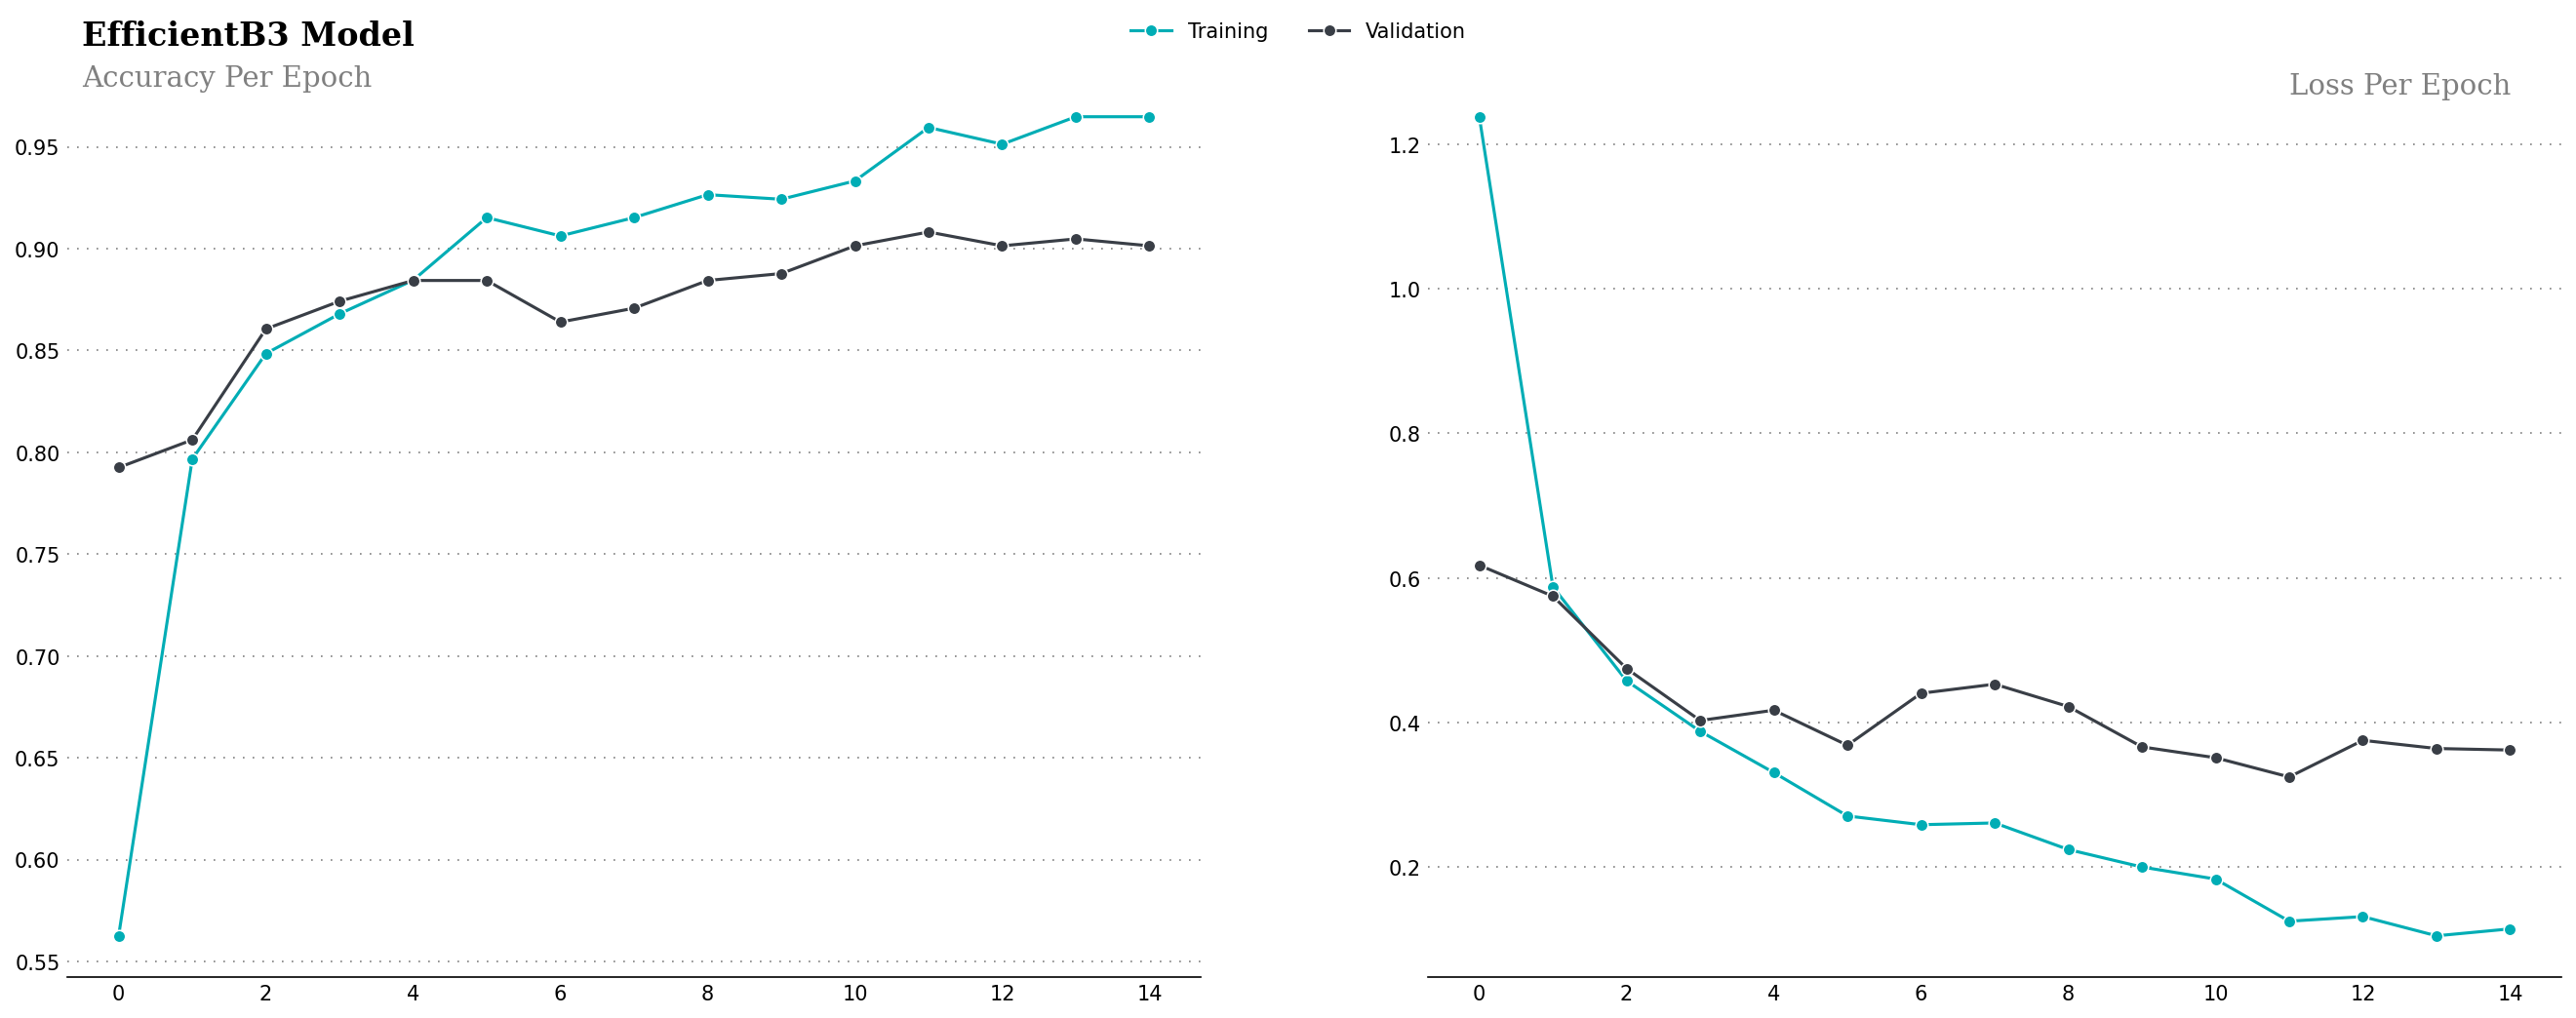 EfficientB3 Model
Accuracy Per Epoch
Training
Validation
Loss Per Epoch
0.95
0.90
0.85
0.80
0.75
0.70
0.65
0.60
0.55
0 2 4 6 8 10 12 14
1.2
1.0
0.8
0.6
0.4
0.2
0 2 4 6 8 10 12 14